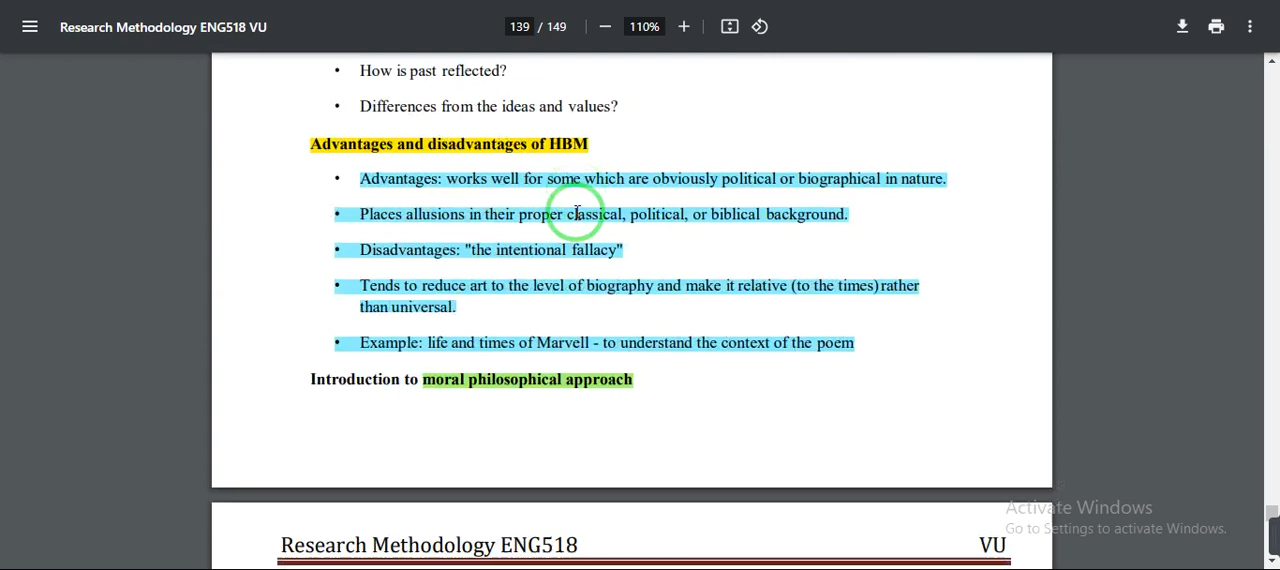 Research Methodology ENG518 VU
139 / 149
110%
• How is past reflected?
• Differences from the ideas and values?
Advantages and disadvantages of HBM
• Advantages: works well for some which are obviously political or biographical in nature.
• Places allusions in their proper classical, political, or biblical background.
• Disadvantages: "the intentional fallacy"
• Tends to reduce art to the level of biography and make it relative (to the times) rather
than universal.
• Example: life and times of Marvell - to understand the context of the poem
Introduction to moral philosophical approach
Activate Windows
Go to Settings to activate Windows.
Research Methodology ENG518 VU